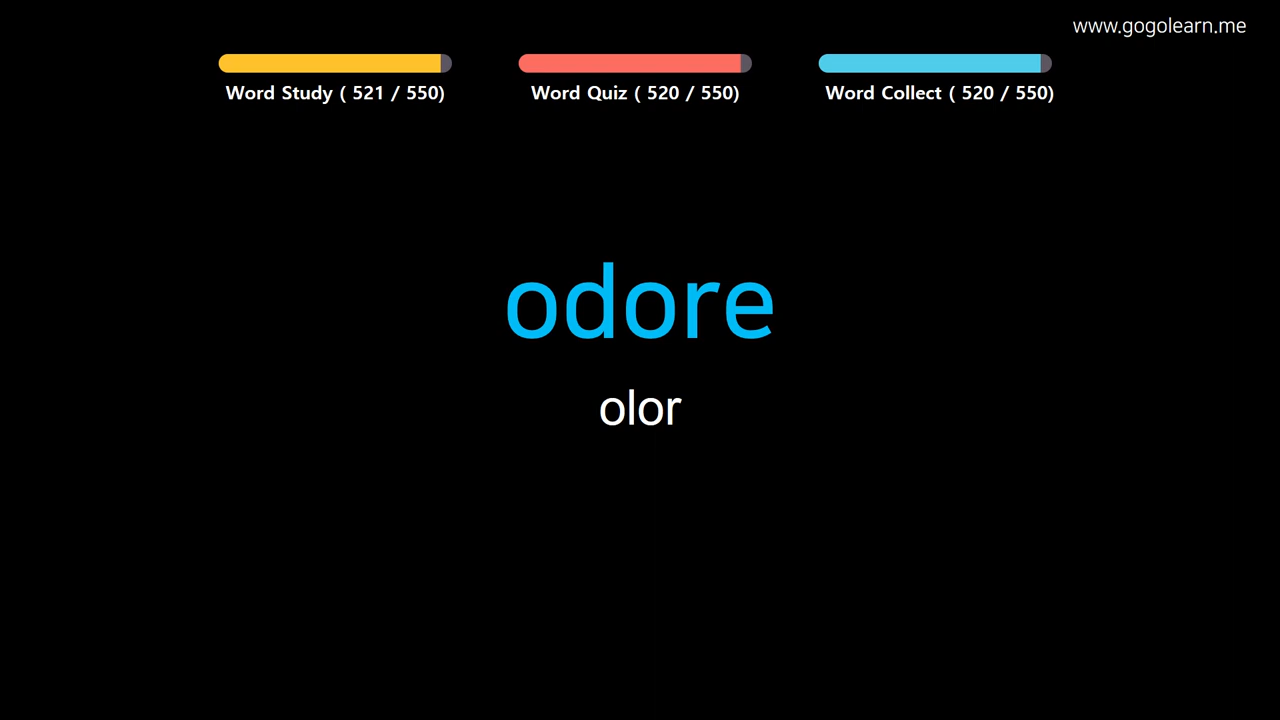 www.gogolearn.me
Word Study ( 521 / 550)
Word Quiz ( 520 / 550)
Word Collect ( 520 / 550)
odore
olor